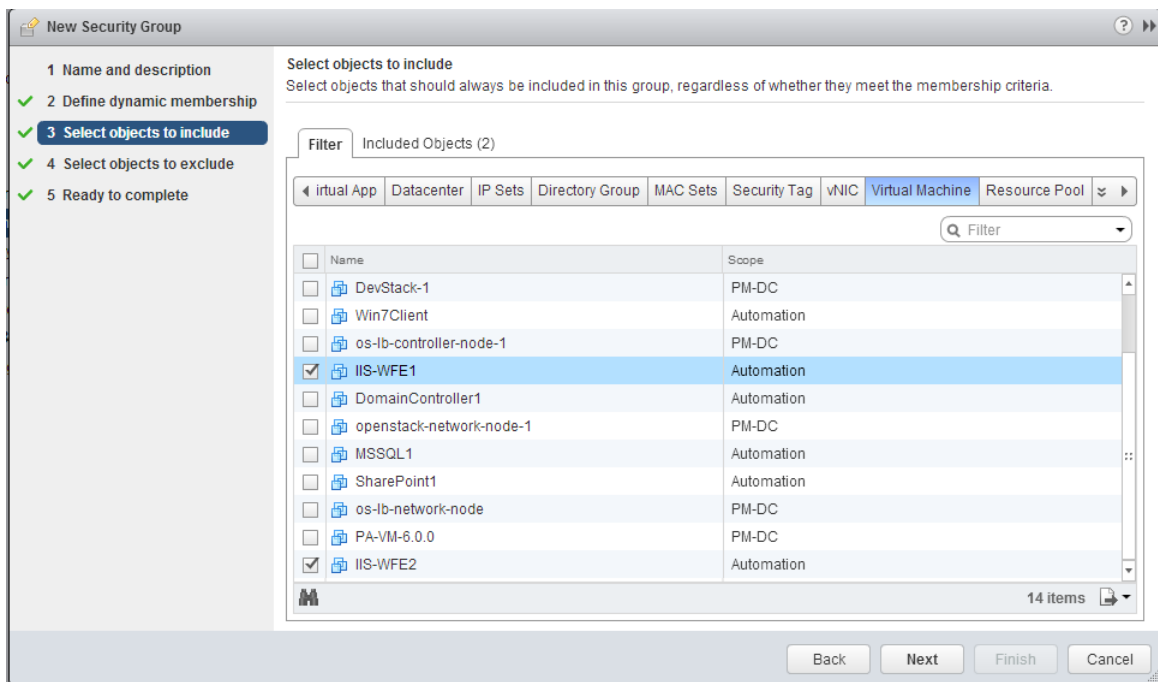 New Security Group
1 Name and description
2 Define dynamic membership
3 Select objects to include
4 Select objects to exclude
5 Ready to complete
Select objects to include
Select objects that should always be included in this group, regardless of whether they meet the membership criteria.
Filter Included Objects (2)
irtual App Datacenter IP Sets Directory Group MAC Sets Security Tag vNIC Virtual Machine Resource Pool
Filter
Name Scope
DevStack-1 PM-DC
Win7Client Automation
os-lb-controller-node-1 PM-DC
IIS-WFE1 Automation
DomainController1 Automation
openstack-network-node-1 PM-DC
MSSQL1 Automation
SharePoint1 Automation
os-lb-network-node PM-DC
PA-VM-6.0.0 PM-DC
IIS-WFE2 Automation
14 items
Back Next Finish Cancel